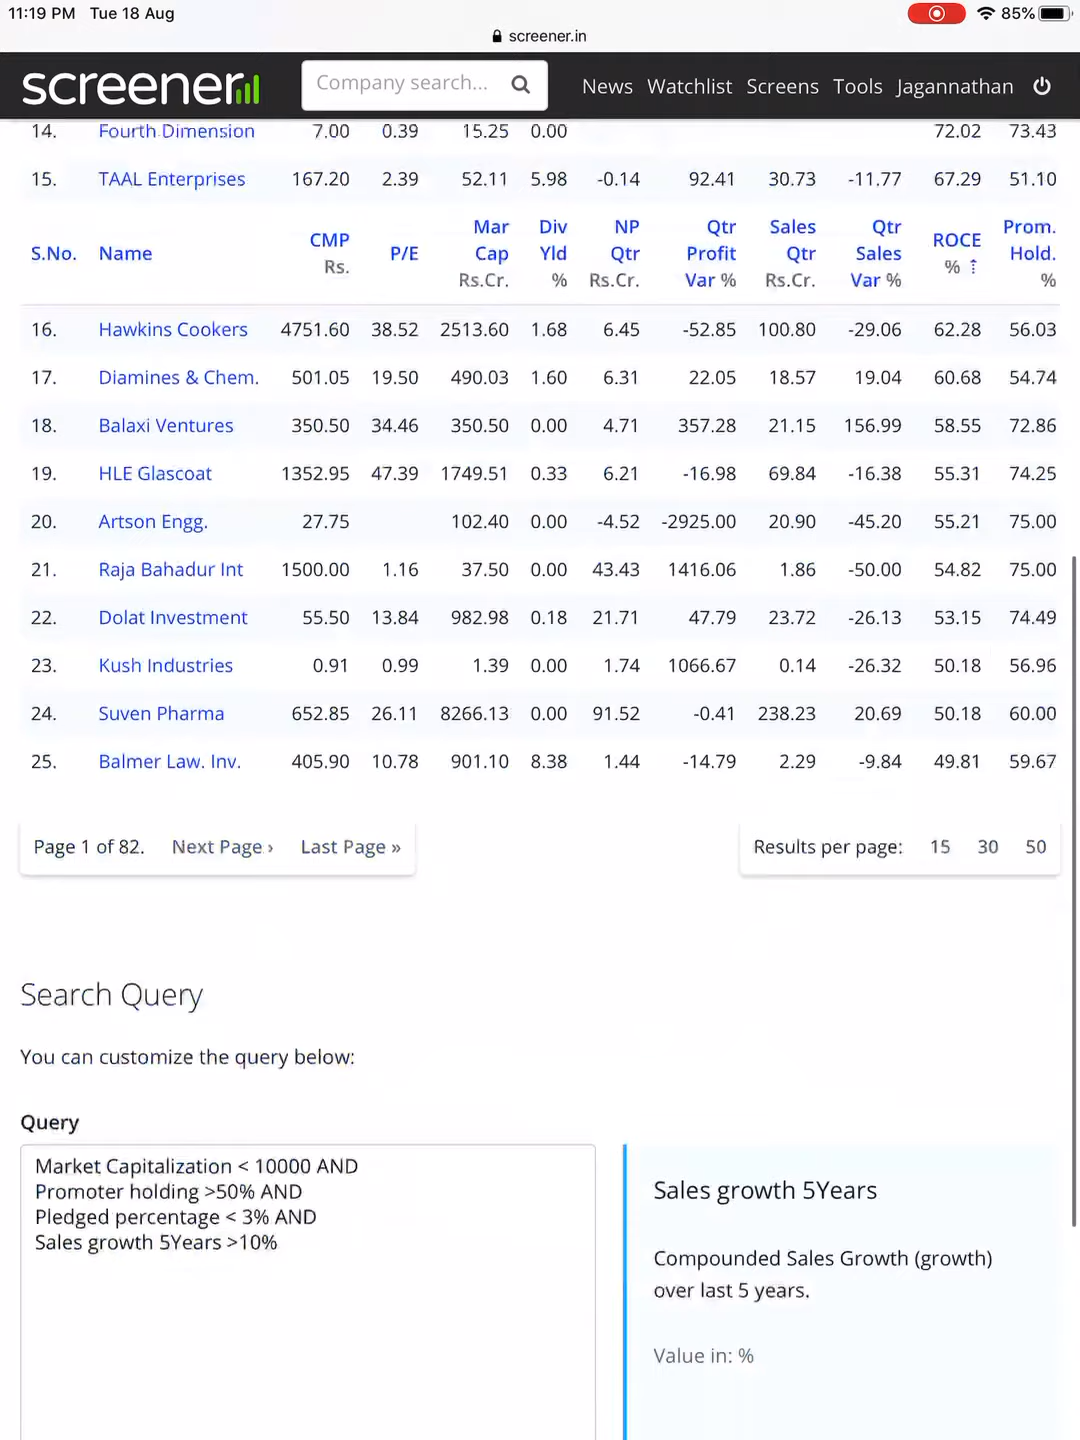 11:19 PM Tue 18 Aug 85%
screener.in
screener Company search... News Watchlist Screens Tools Jagannathan
14. Fourth Dimension 7.00 0.39 15.25 0.00 72.02 73.43
15. TAAL Enterprises 167.20 2.39 52.11 5.98 -0.14 92.41 30.73 -11.77 67.29 51.10
S.No. Name CMP Rs. P/E Mar Cap Rs.Cr. Div Yld % NP Qtr Rs.Cr. Qtr Profit Var % Sales Qtr Rs.Cr. Qtr Sales Var % ROCE % Prom. Hold. %
16. Hawkins Cookers 4751.60 38.52 2513.60 1.68 6.45 -52.85 100.80 -29.06 62.28 56.03
17. Diamines & Chem. 501.05 19.50 490.03 1.60 6.31 22.05 18.57 19.04 60.68 54.74
18. Balaxi Ventures 350.50 34.46 350.50 0.00 4.71 357.28 21.15 156.99 58.55 72.86
19. HLE Glascoat 1352.95 47.39 1749.51 0.33 6.21 -16.98 69.84 -16.38 55.31 74.25
20. Artson Engg. 27.75 102.40 0.00 -4.52 -2925.00 20.90 -45.20 55.21 75.00
21. Raja Bahadur Int 1500.00 1.16 37.50 0.00 43.43 1416.06 1.86 -50.00 54.82 75.00
22. Dolat Investment 55.50 13.84 982.98 0.18 21.71 47.79 23.72 -26.13 53.15 74.49
23. Kush Industries 0.91 0.99 1.39 0.00 1.74 1066.67 0.14 -26.32 50.18 56.96
24. Suven Pharma 652.85 26.11 8266.13 0.00 91.52 -0.41 238.23 20.69 50.18 60.00
25. Balmer Law. Inv. 405.90 10.78 901.10 8.38 1.44 -14.79 2.29 -9.84 49.81 59.67
Page 1 of 82. Next Page › Last Page » Results per page: 15 30 50
Search Query
You can customize the query below:
Query
Market Capitalization < 10000 AND
Promoter holding >50% AND
Pledged percentage < 3% AND
Sales growth 5Years >10%
Sales growth 5Years
Compounded Sales Growth (growth)
over last 5 years.
Value in: %